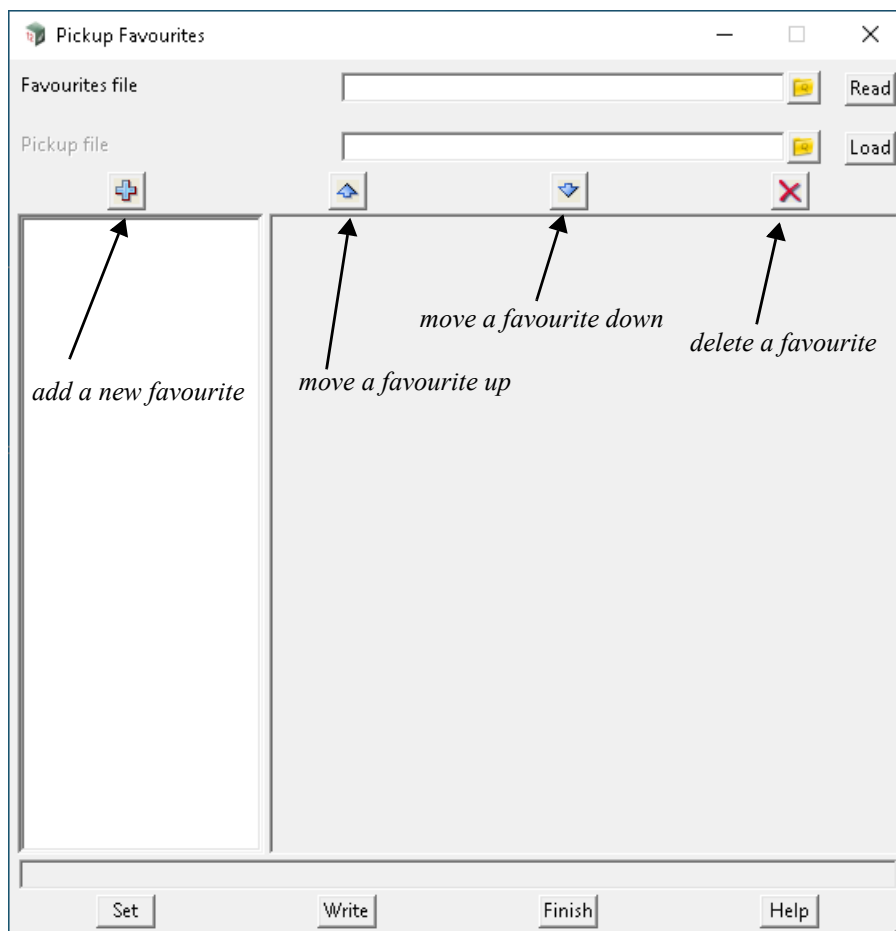 Pickup Favourites
Favourites file
Read
Pickup file
Load
move a favourite down
delete a favourite
add a new favourite
move a favourite up
Set
Write
Finish
Help